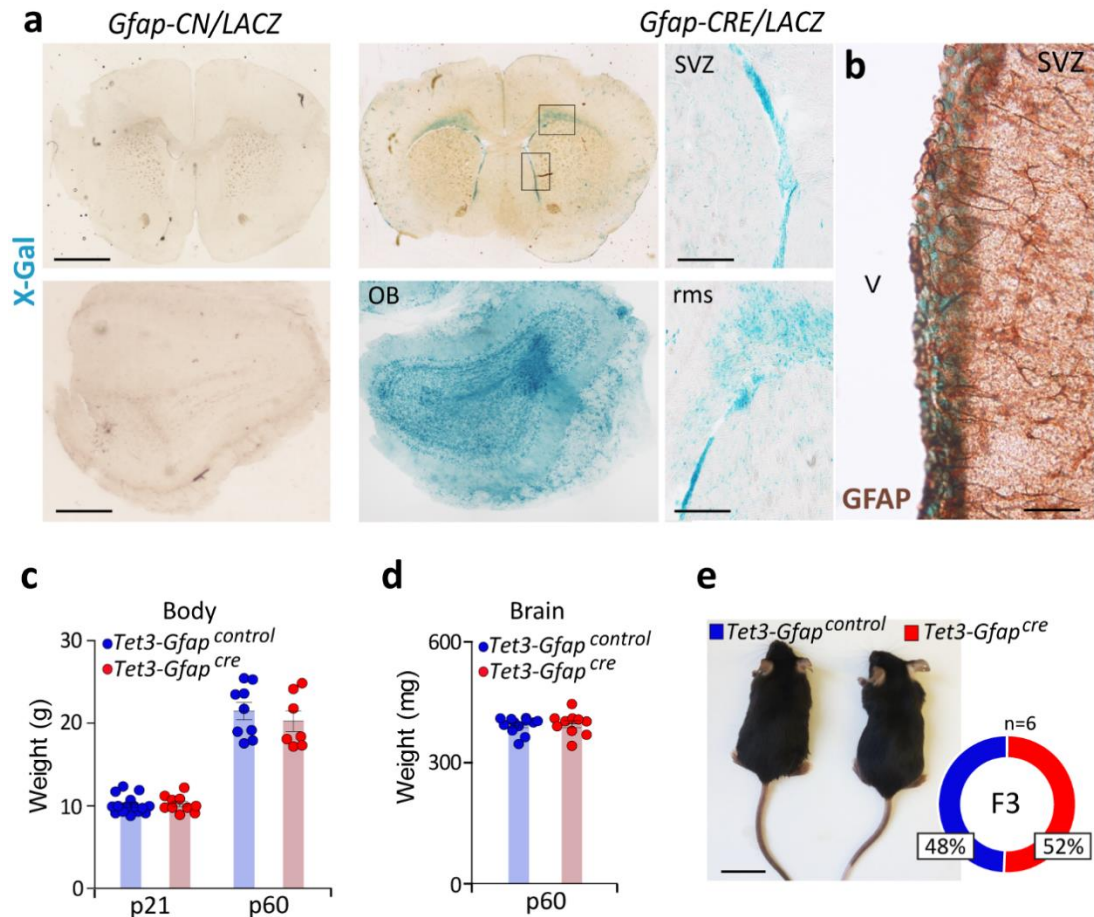 a
Gfap-CN/LACZ
Gfap-CRE/LACZ
X-Gal
SVZ
OB
rms
b
SVZ
V
GFAP
c
Body
Tet3-Gfap control
Tet3-Gfap cre
Weight (g)
30
20
10
0
p21
p60
d
Brain
Tet3-Gfap control
Tet3-Gfap cre
Weight (mg)
600
300
0
p60
e
Tet3-Gfap control
Tet3-Gfap cre
n=6
F3
48%
52%